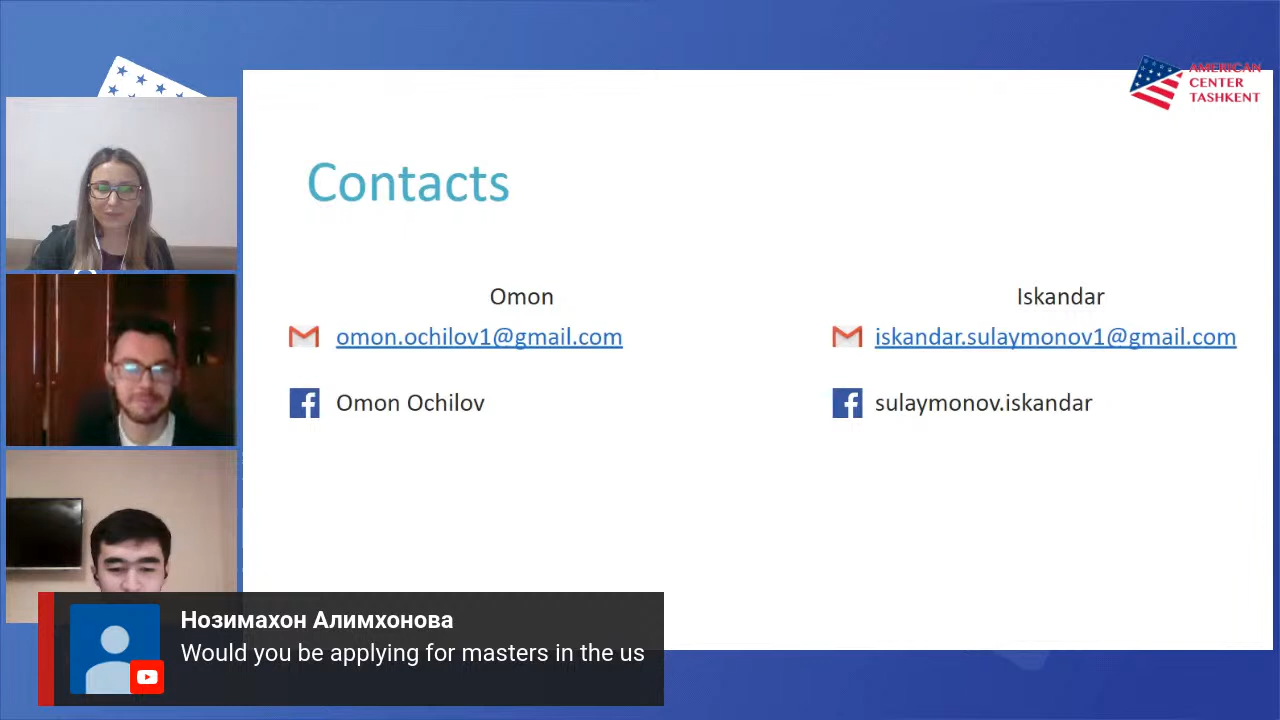 AMERICAN
CENTER
TASHKENT
Contacts
Omon
omon.ochilov1@gmail.com
Omon Ochilov
Iskandar
iskandar.sulaymonov1@gmail.com
sulaymonov.iskandar
Нозимахон Алимхонова
Would you be applying for masters in the us